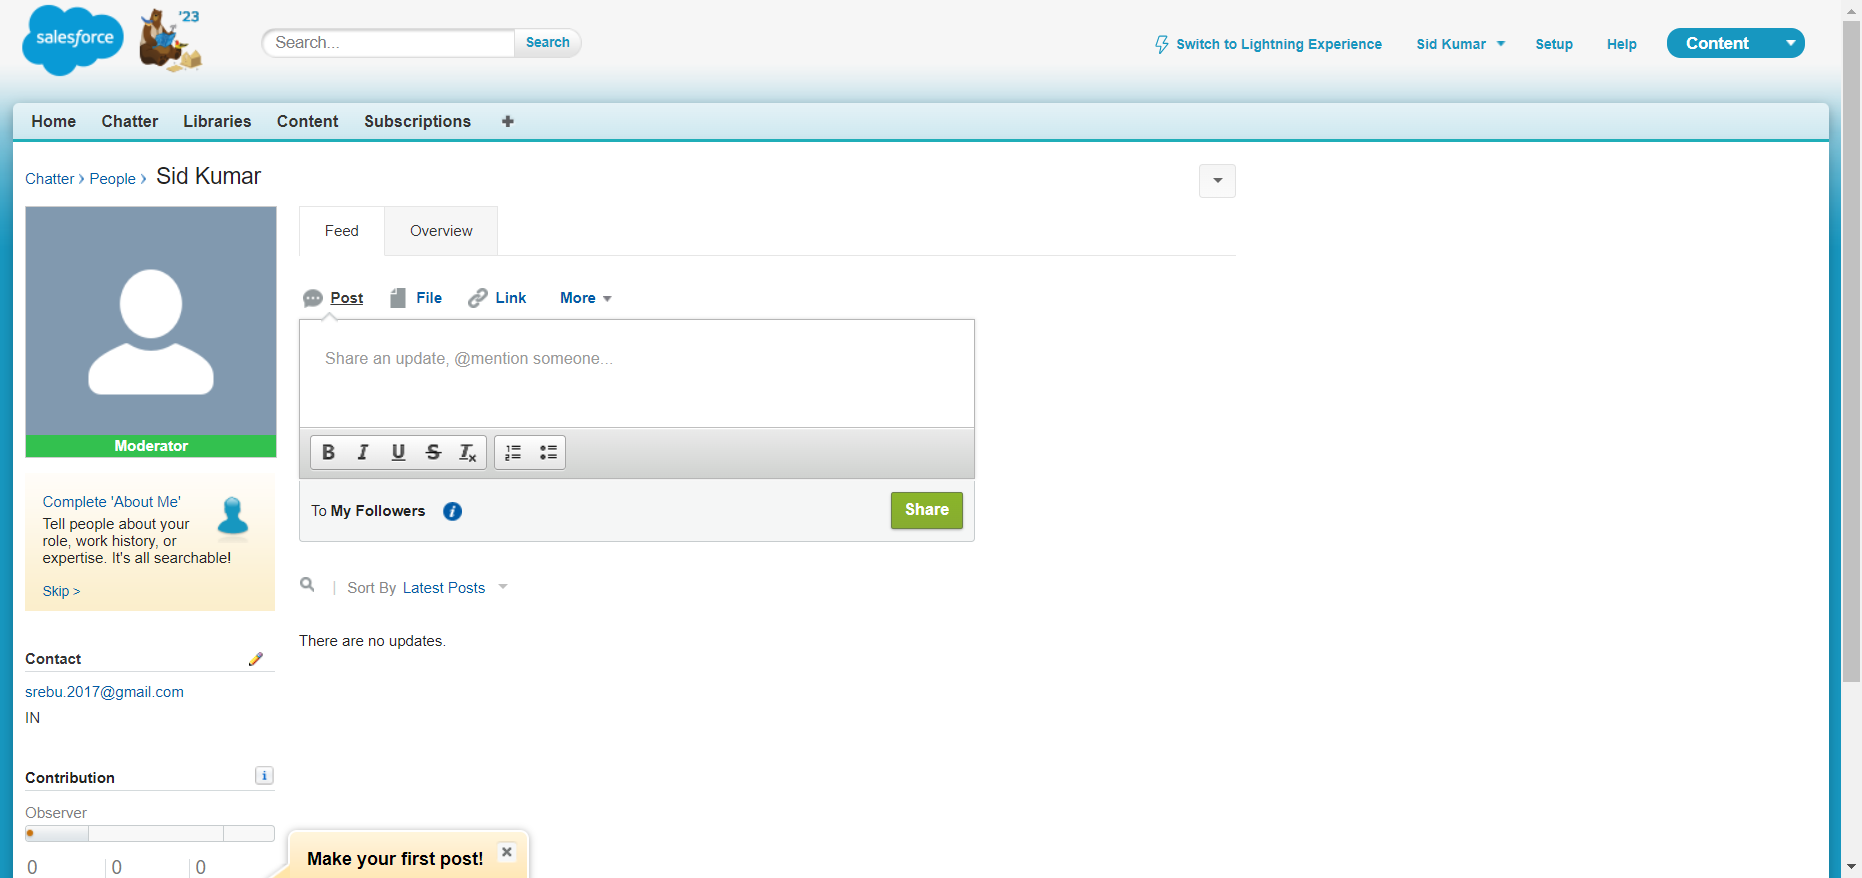 salesforce
'23
Search...
Search
Switch to Lightning Experience
Sid Kumar
Setup
Help
Content
Home
Chatter
Libraries
Content
Subscriptions
+
Chatter › People › Sid Kumar
Feed
Overview
Post
File
Link
More
Share an update, @mention someone...
B I U S Tx
To My Followers
i
Share
Moderator
Complete 'About Me'
Tell people about your
role, work history, or
expertise. It's all searchable!
Skip >
Sort By Latest Posts
There are no updates.
Contact
srebu.2017@gmail.com
IN
Contribution
i
Observer
0 0 0
Make your first post!